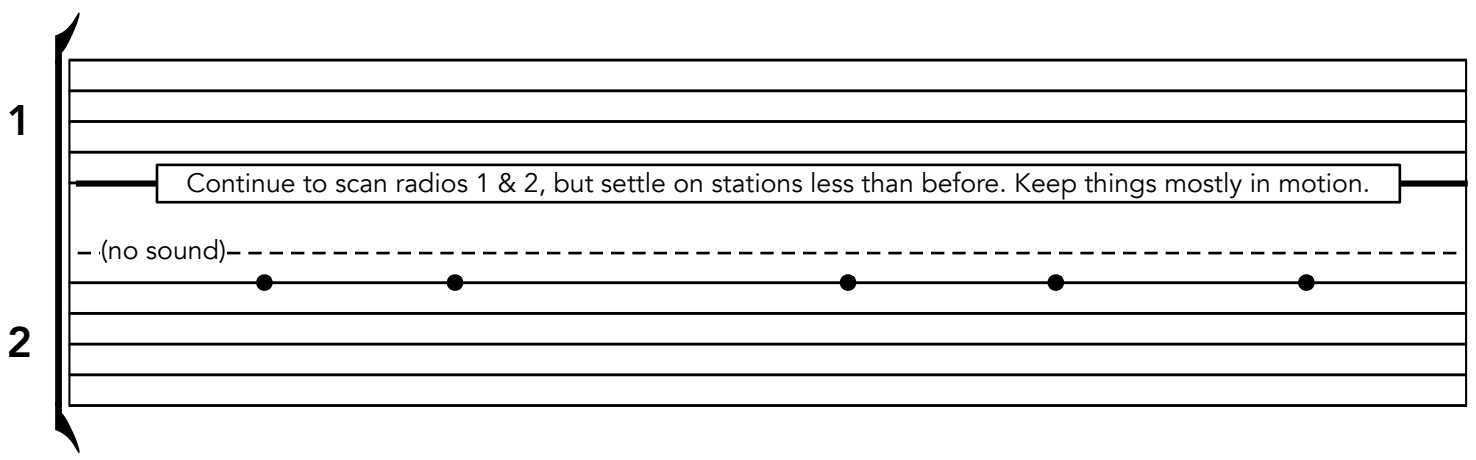 1
Continue to scan radios 1 & 2, but settle on stations less than before. Keep things mostly in motion.
(no sound)
2